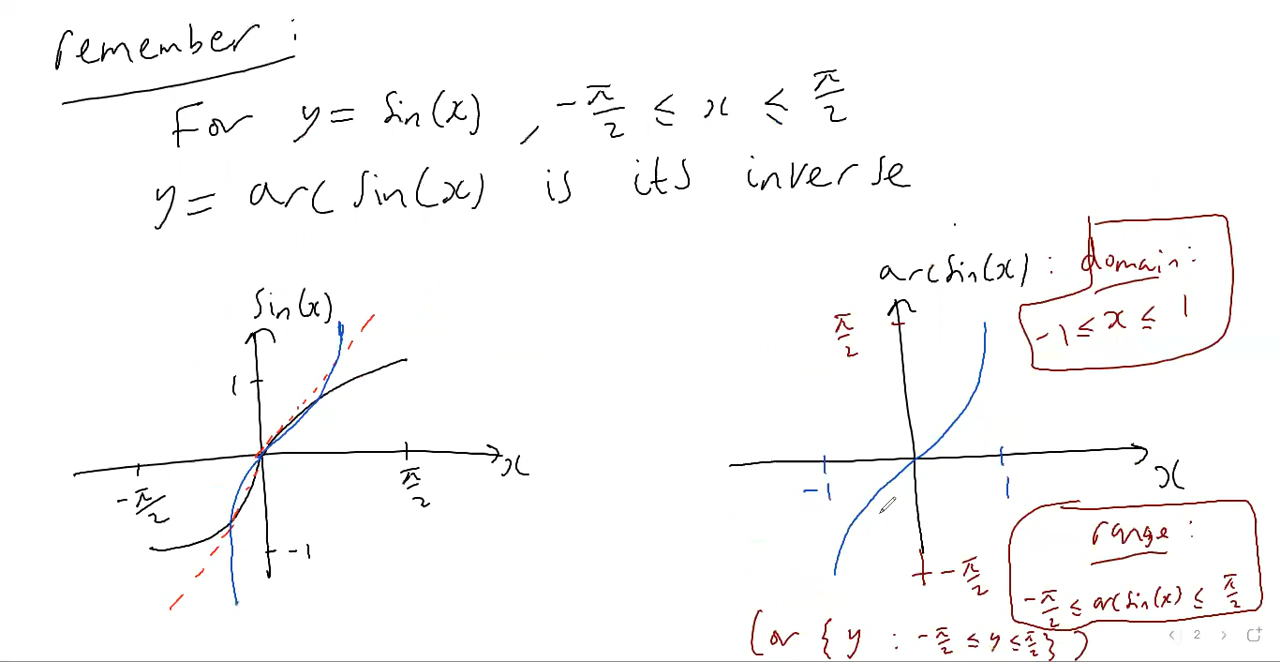 remember:
For y = sin(x), -π/2 ≤ x ≤ π/2
y = arcsin(x) is its inverse
sin(x)
1
x
-π/2
π/2
-1
arcsin(x): domain:
-1 ≤ x ≤ 1
π/2
-1
1
x
-π/2
range:
-π/2 ≤ arcsin(x) ≤ π/2
(or {y : -π/2 ≤ y ≤ π/2})
< 2 >